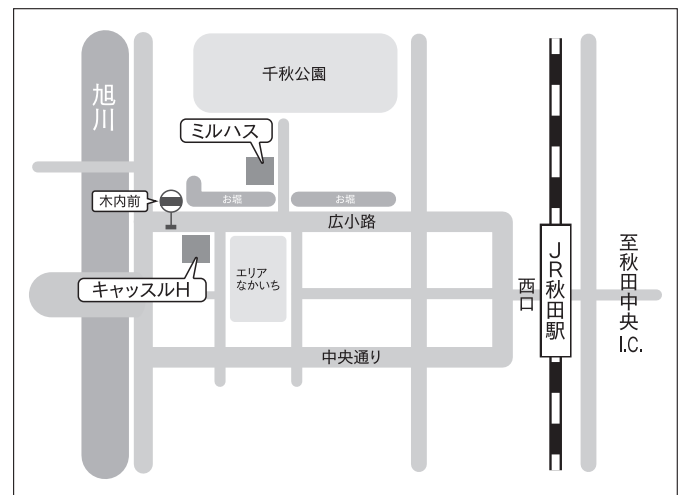 千秋公園
旭川
ミルハス
木内前
お堀
お堀
広小路
エリア
なかいち
キャッスルH
中央通り
西口
JR秋田駅
至秋田中央
I.C.